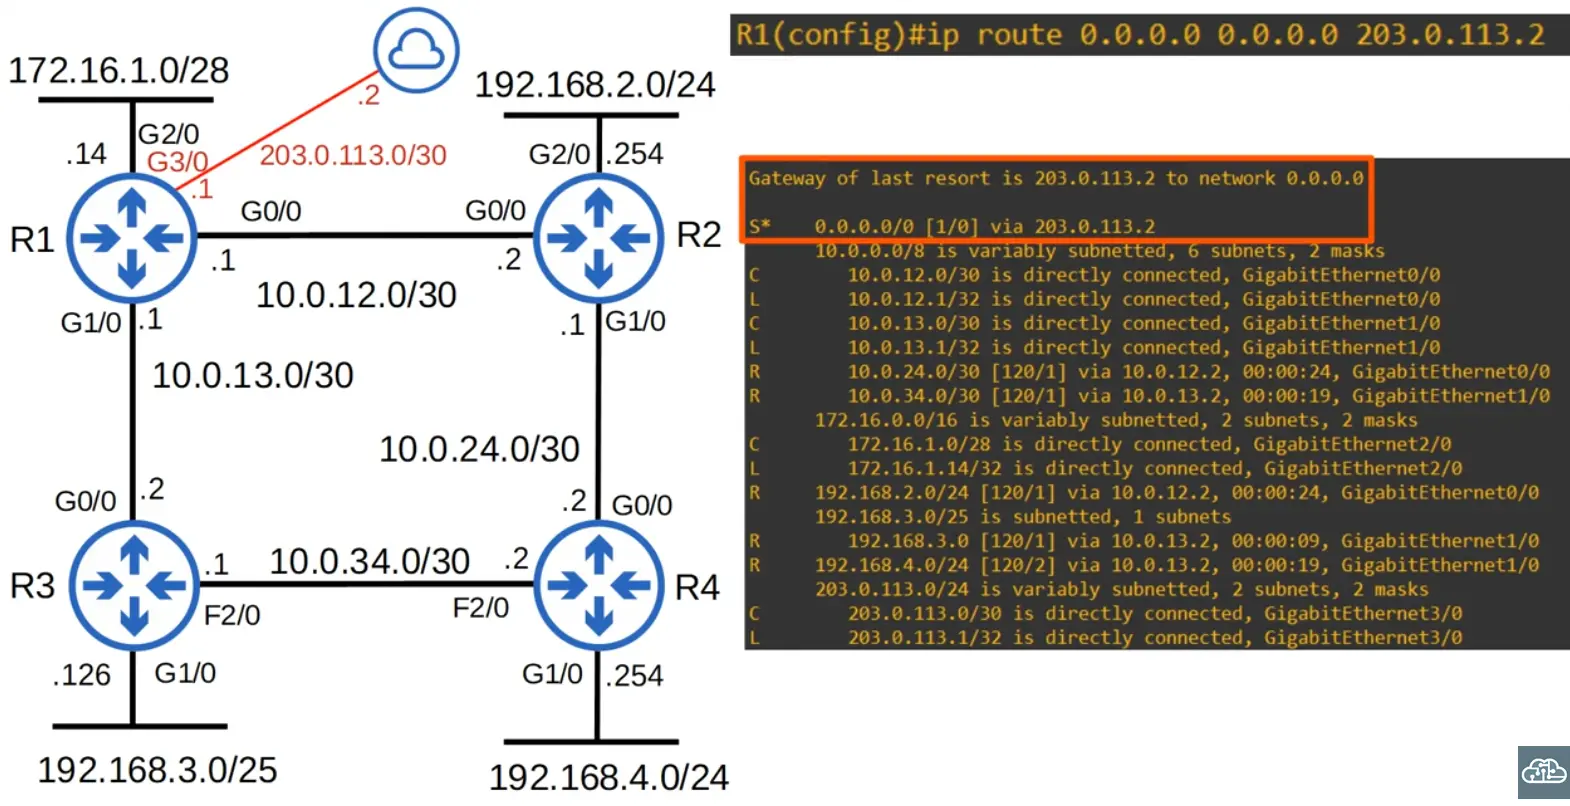 172.16.1.0/28
.2
192.168.2.0/24
G2/0
.14
G3/0
203.0.113.0/30
G2/0
.254
.1
G0/0
G0/0
R1
R2
.1
.2
10.0.12.0/30
G1/0
.1
.1
G1/0
10.0.13.0/30
10.0.24.0/30
G0/0
.2
.2
G0/0
.1
10.0.34.0/30
.2
R3
R4
F2/0
F2/0
.126
G1/0
G1/0
.254
192.168.3.0/25
192.168.4.0/24
R1(config)#ip route 0.0.0.0 0.0.0.0 203.0.113.2
Gateway of last resort is 203.0.113.2 to network 0.0.0.0
S* 0.0.0.0/0 [1/0] via 203.0.113.2
10.0.0.0/8 is variably subnetted, 6 subnets, 2 masks
C 10.0.12.0/30 is directly connected, GigabitEthernet0/0
L 10.0.12.1/32 is directly connected, GigabitEthernet0/0
C 10.0.13.0/30 is directly connected, GigabitEthernet1/0
L 10.0.13.1/32 is directly connected, GigabitEthernet1/0
R 10.0.24.0/30 [120/1] via 10.0.12.2, 00:00:24, GigabitEthernet0/0
R 10.0.34.0/30 [120/1] via 10.0.13.2, 00:00:19, GigabitEthernet1/0
172.16.0.0/16 is variably subnetted, 2 subnets, 2 masks
C 172.16.1.0/28 is directly connected, GigabitEthernet2/0
L 172.16.1.14/32 is directly connected, GigabitEthernet2/0
R 192.168.2.0/24 [120/1] via 10.0.12.2, 00:00:24, GigabitEthernet0/0
192.168.3.0/25 is subnetted, 1 subnets
R 192.168.3.0 [120/1] via 10.0.13.2, 00:00:09, GigabitEthernet1/0
R 192.168.4.0/24 [120/2] via 10.0.13.2, 00:00:19, GigabitEthernet1/0
203.0.113.0/24 is variably subnetted, 2 subnets, 2 masks
C 203.0.113.0/30 is directly connected, GigabitEthernet3/0
L 203.0.113.1/32 is directly connected, GigabitEthernet3/0